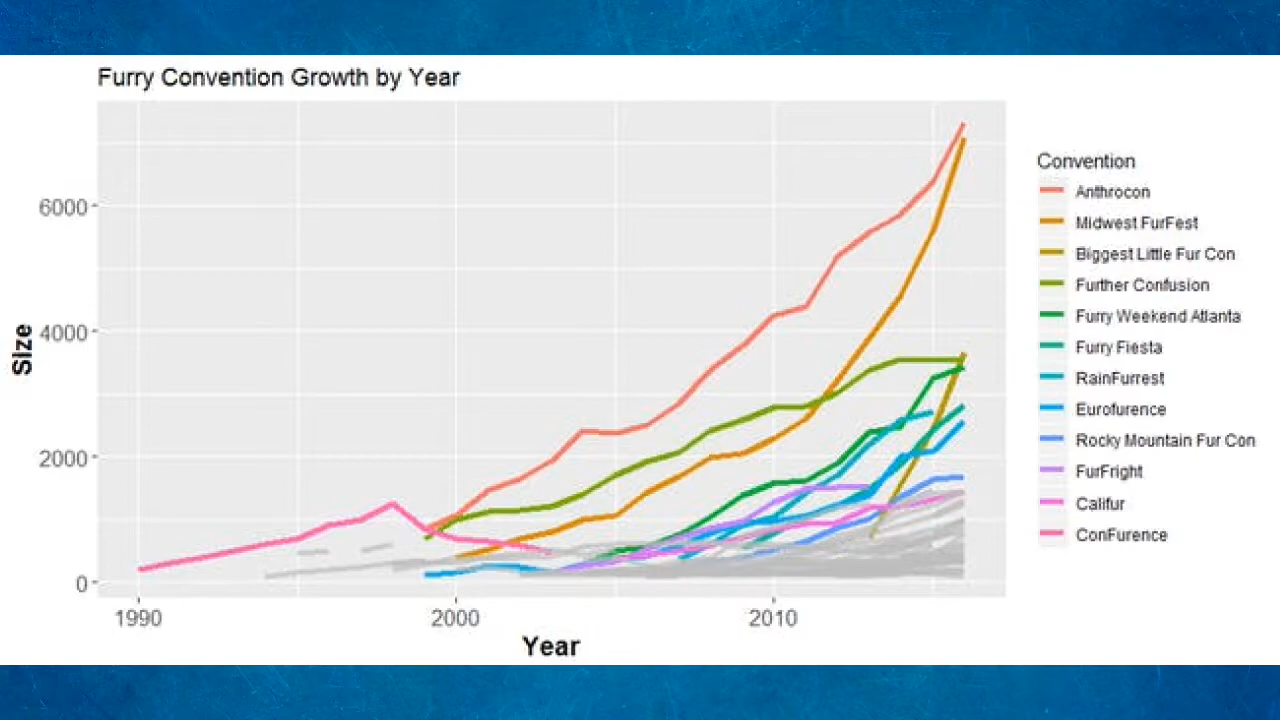 Furry Convention Growth by Year
Size
6000
4000
2000
0
1990
2000
2010
Year
Convention
Anthrocon
Midwest FurFest
Biggest Little Fur Con
Further Confusion
Furry Weekend Atlanta
Furry Fiesta
RainFurrest
Eurofurence
Rocky Mountain Fur Con
FurFright
Califur
ConFurence